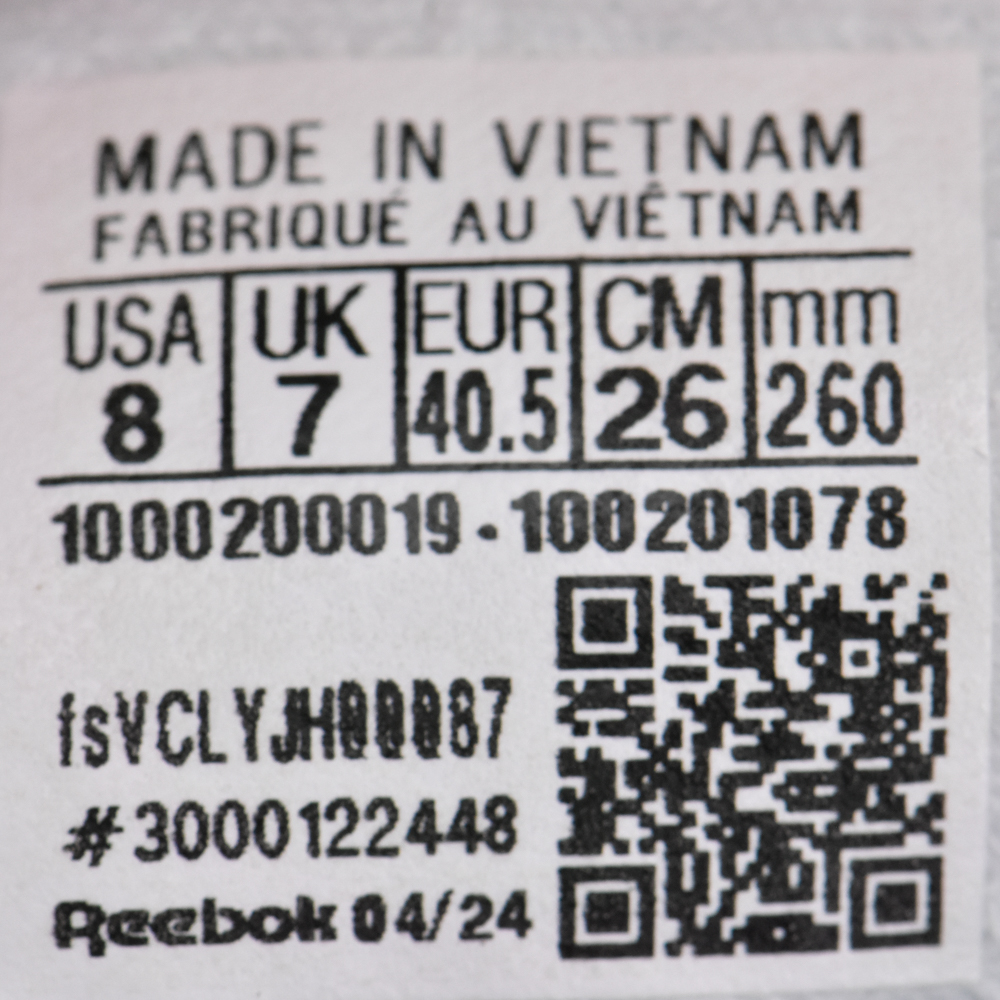 MADE IN VIETNAM
FABRIQUÉ AU VIÊTNAM
USA UK EUR CM mm
8 7 40.5 26 260
1000200019 · 100201078
#3000122448
Reebok 04/24